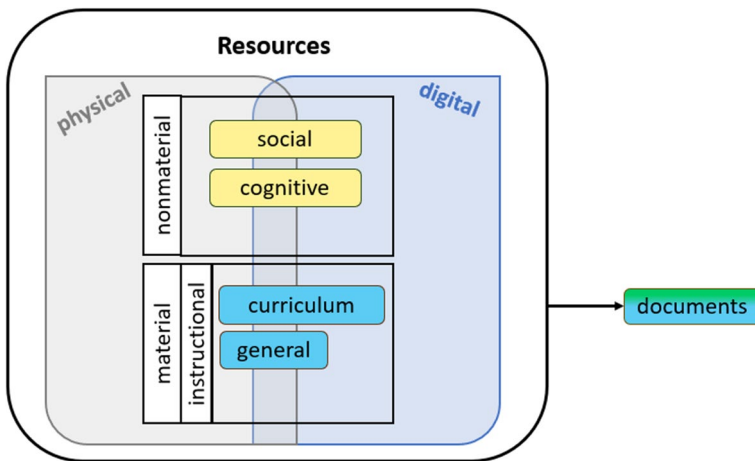 Resources
physical
digital
nonmaterial
social
cognitive
material
instructional
curriculum
general
documents